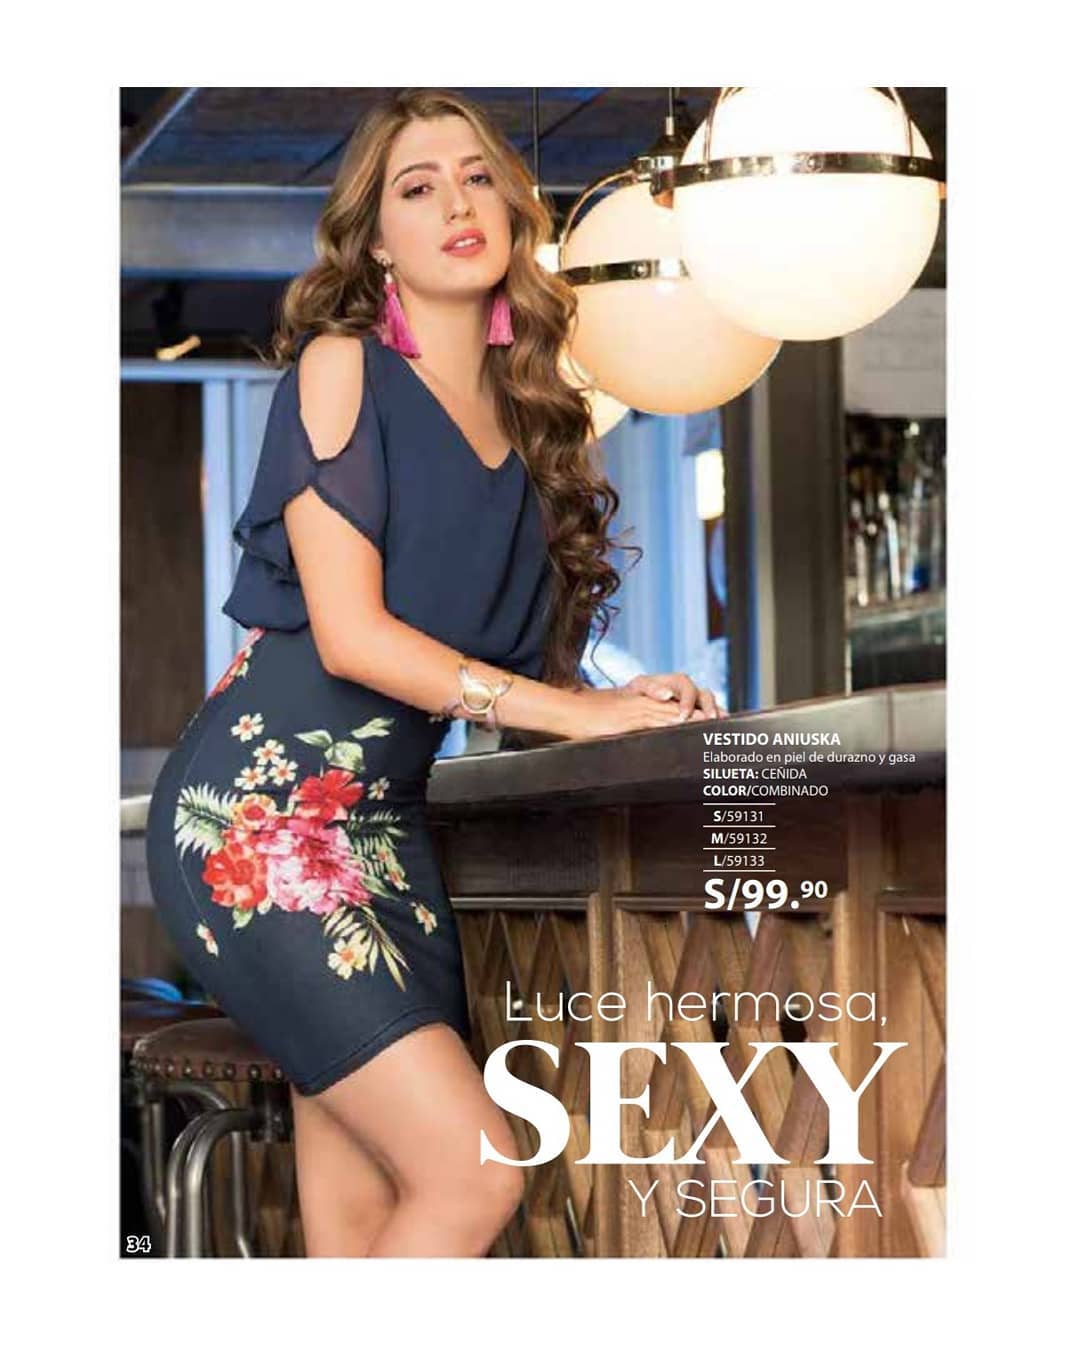 VESTIDO ANIUSKA
Elaborado en piel de durazno y gasa
SILUETA: CEÑIDA
COLOR/COMBINADO
S/59131
M/59132
L/59133
S/99.90
Luce hermosa,
SEXY
Y SEGURA
34